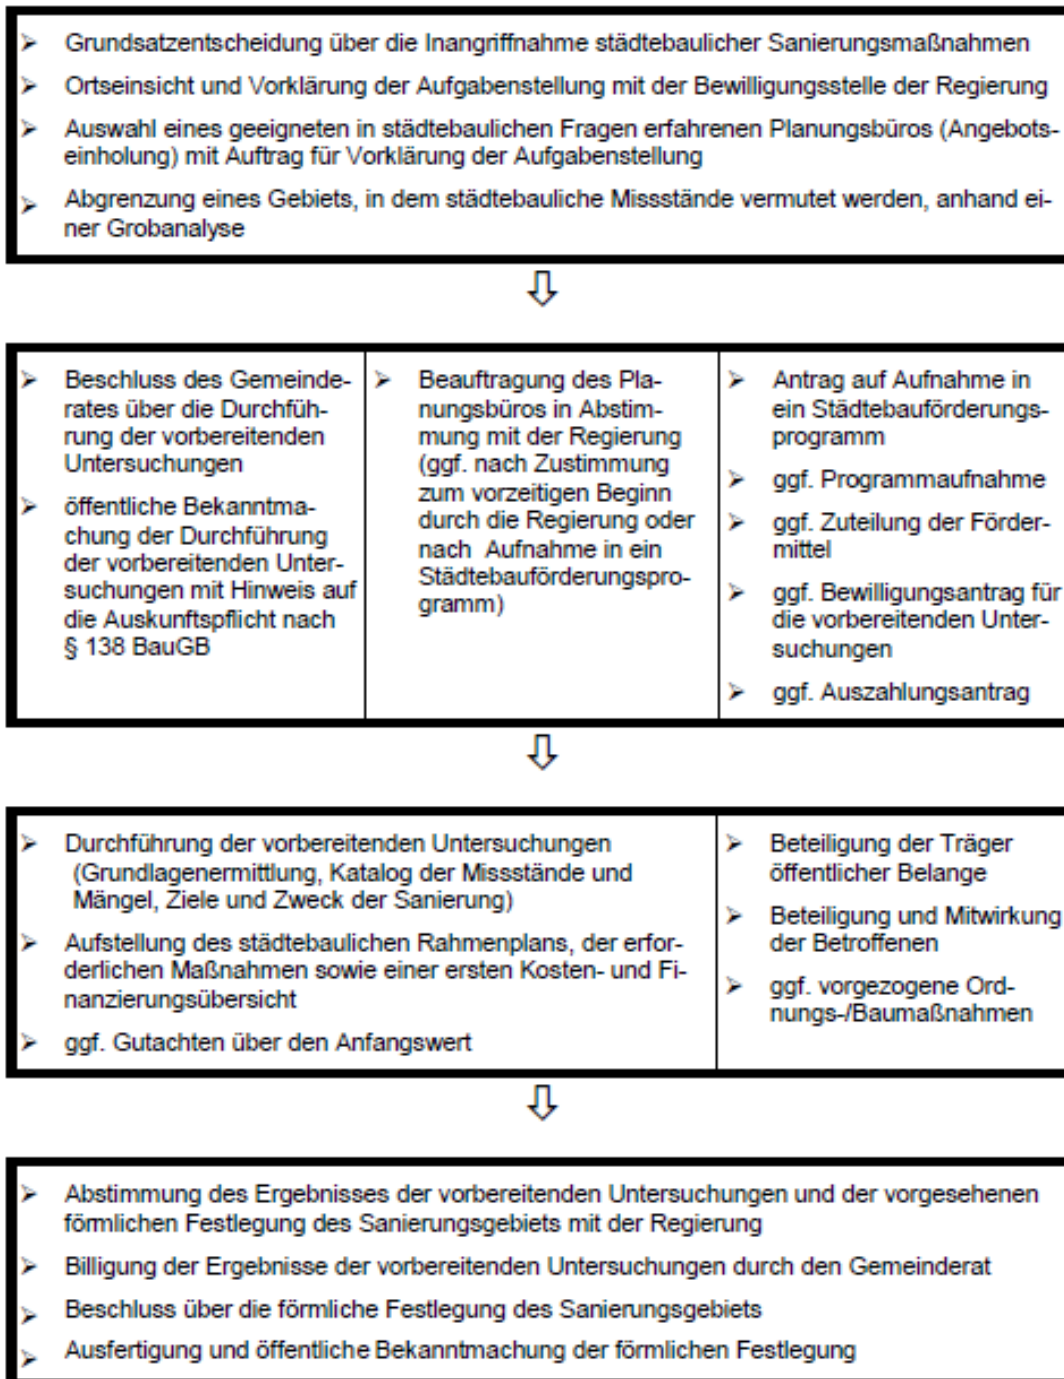 ➤ Grundsatzentscheidung über die Inangriffnahme städtebaulicher Sanierungsmaßnahmen
➤ Ortseinsicht und Vorklärung der Aufgabenstellung mit der Bewilligungsstelle der Regierung
➤ Auswahl eines geeigneten in städtebaulichen Fragen erfahrenen Planungsbüros (Angebots-
einholung) mit Auftrag für Vorklärung der Aufgabenstellung
➤ Abgrenzung eines Gebiets, in dem städtebauliche Missstände vermutet werden, anhand ei-
ner Grobanalyse
⇩
➤ Beschluss des Gemeinde-
rates über die Durchfüh-
rung der vorbereitenden
Untersuchungen
➤ öffentliche Bekanntma-
chung der Durchführung
der vorbereitenden Unter-
suchungen mit Hinweis auf
die Auskunftspflicht nach
§ 138 BauGB
➤ Beauftragung des Pla-
nungsbüros in Abstim-
mung mit der Regierung
(ggf. nach Zustimmung
zum vorzeitigen Beginn
durch die Regierung oder
nach Aufnahme in ein
Städtebauförderungspro-
gramm)
➤ Antrag auf Aufnahme in
ein Städtebauförderungs-
programm
➤ ggf. Programmaufnahme
➤ ggf. Zuteilung der Förder-
mittel
➤ ggf. Bewilligungsantrag für
die vorbereitenden Unter-
suchungen
➤ ggf. Auszahlungsantrag
⇩
➤ Durchführung der vorbereitenden Untersuchungen
(Grundlagenermittlung, Katalog der Missstände und
Mängel, Ziele und Zweck der Sanierung)
➤ Aufstellung des städtebaulichen Rahmenplans, der erfor-
derlichen Maßnahmen sowie einer ersten Kosten- und Fi-
nanzierungsübersicht
➤ ggf. Gutachten über den Anfangswert
➤ Beteiligung der Träger
öffentlicher Belange
➤ Beteiligung und Mitwirkung
der Betroffenen
➤ ggf. vorgezogene Ord-
nungs-/Baumaßnahmen
⇩
➤ Abstimmung des Ergebnisses der vorbereitenden Untersuchungen und der vorgesehenen
förmlichen Festlegung des Sanierungsgebiets mit der Regierung
➤ Billigung der Ergebnisse der vorbereitenden Untersuchungen durch den Gemeinderat
➤ Beschluss über die förmliche Festlegung des Sanierungsgebiets
➤ Ausfertigung und öffentliche Bekanntmachung der förmlichen Festlegung